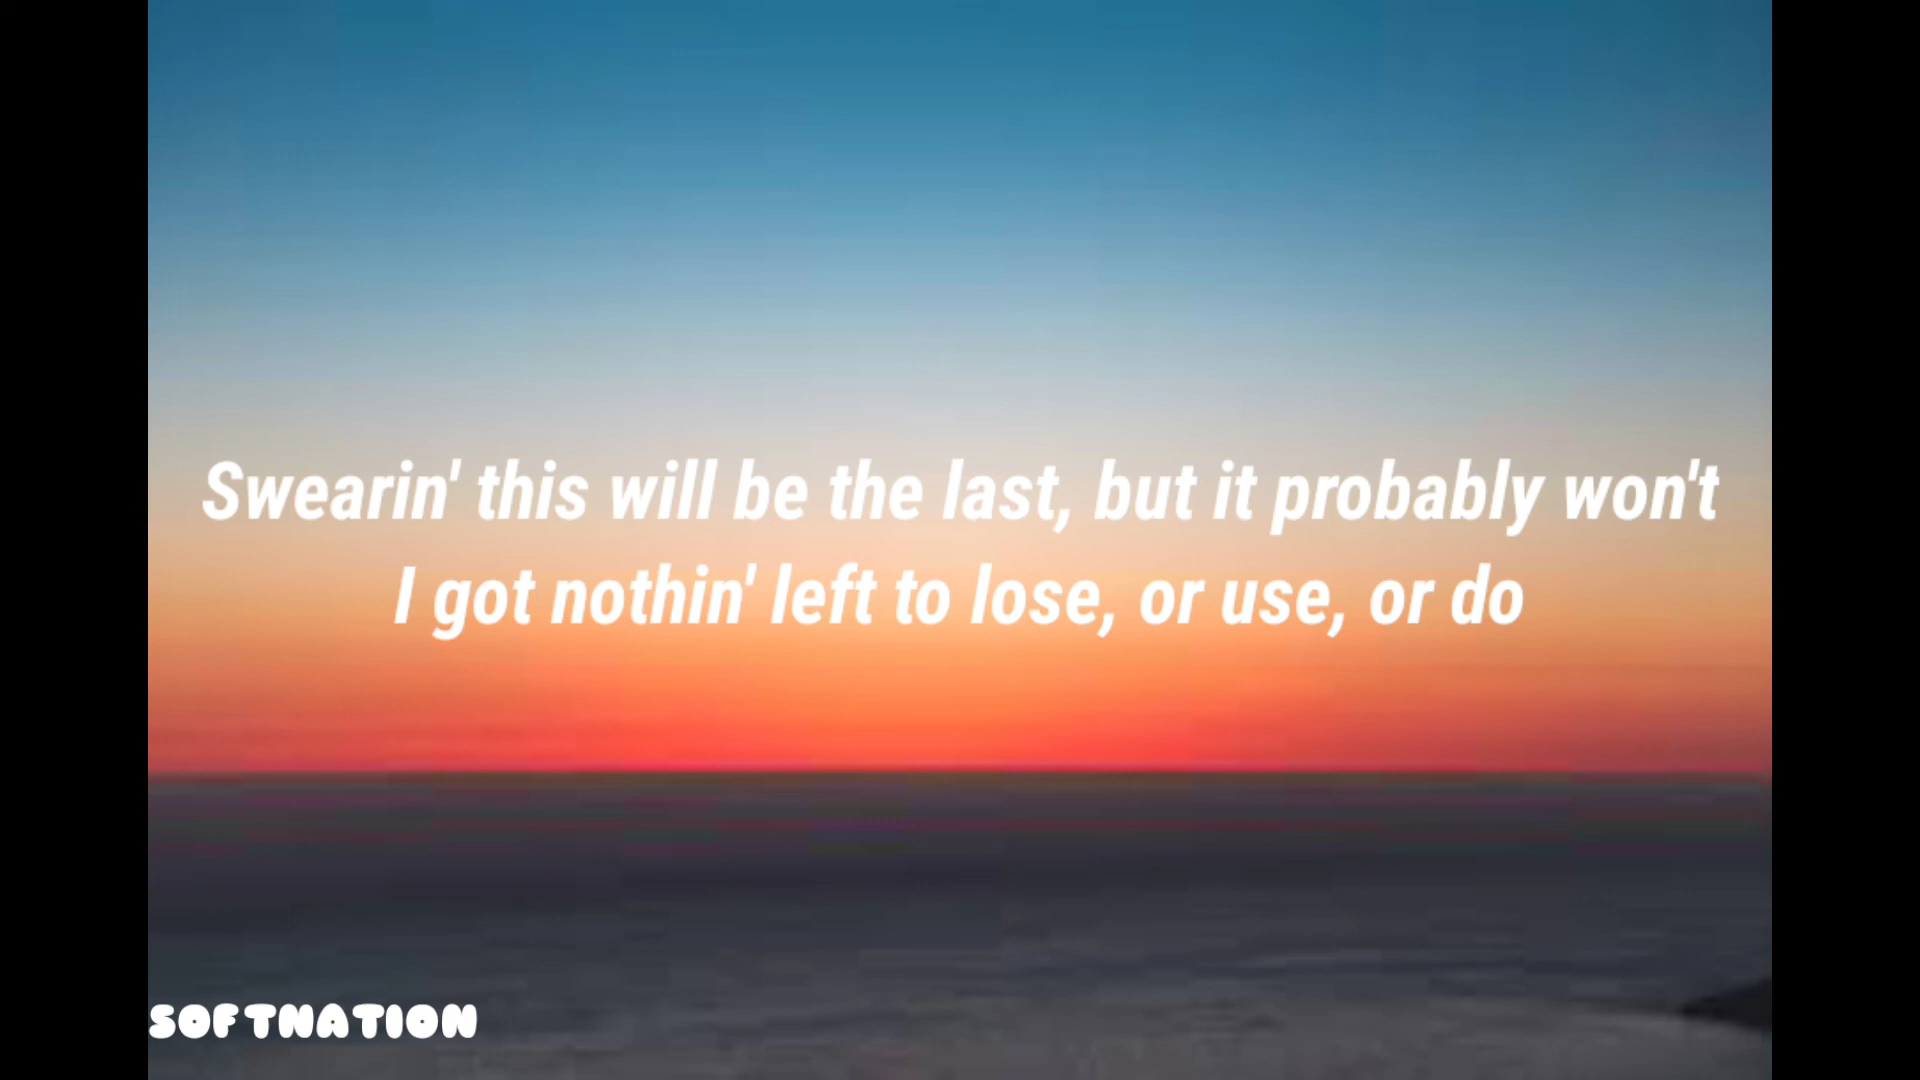 Swearin' this will be the last, but it probably won't
I got nothin' left to lose, or use, or do
SOFTNATION